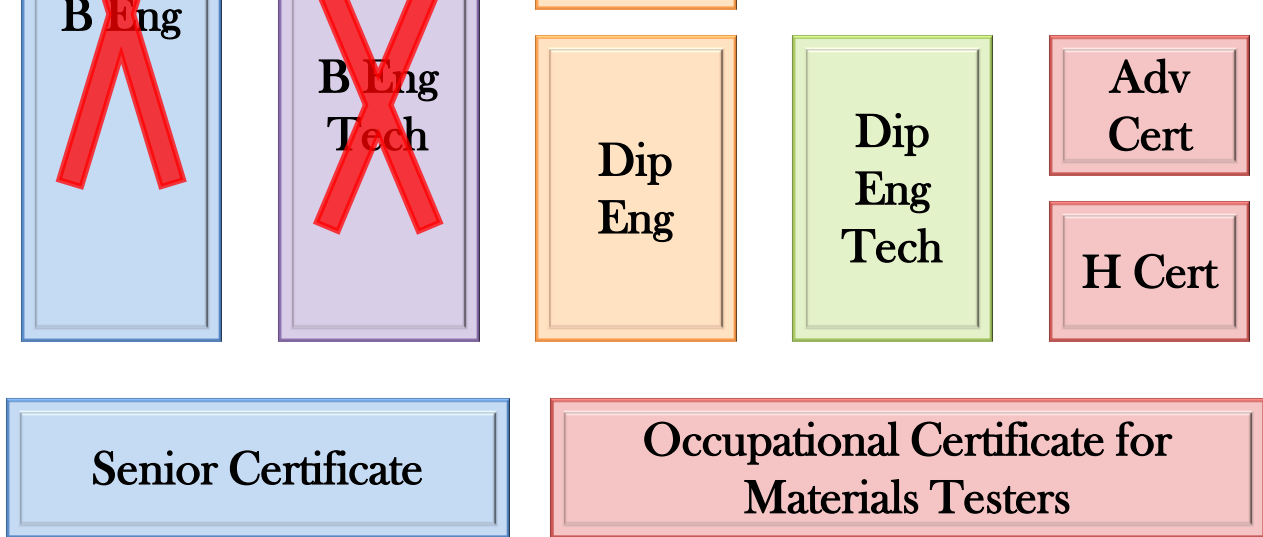 B Eng
B Eng
Tech
Dip
Eng
Dip
Eng
Tech
Adv
Cert
H Cert
Senior Certificate
Occupational Certificate for
Materials Testers